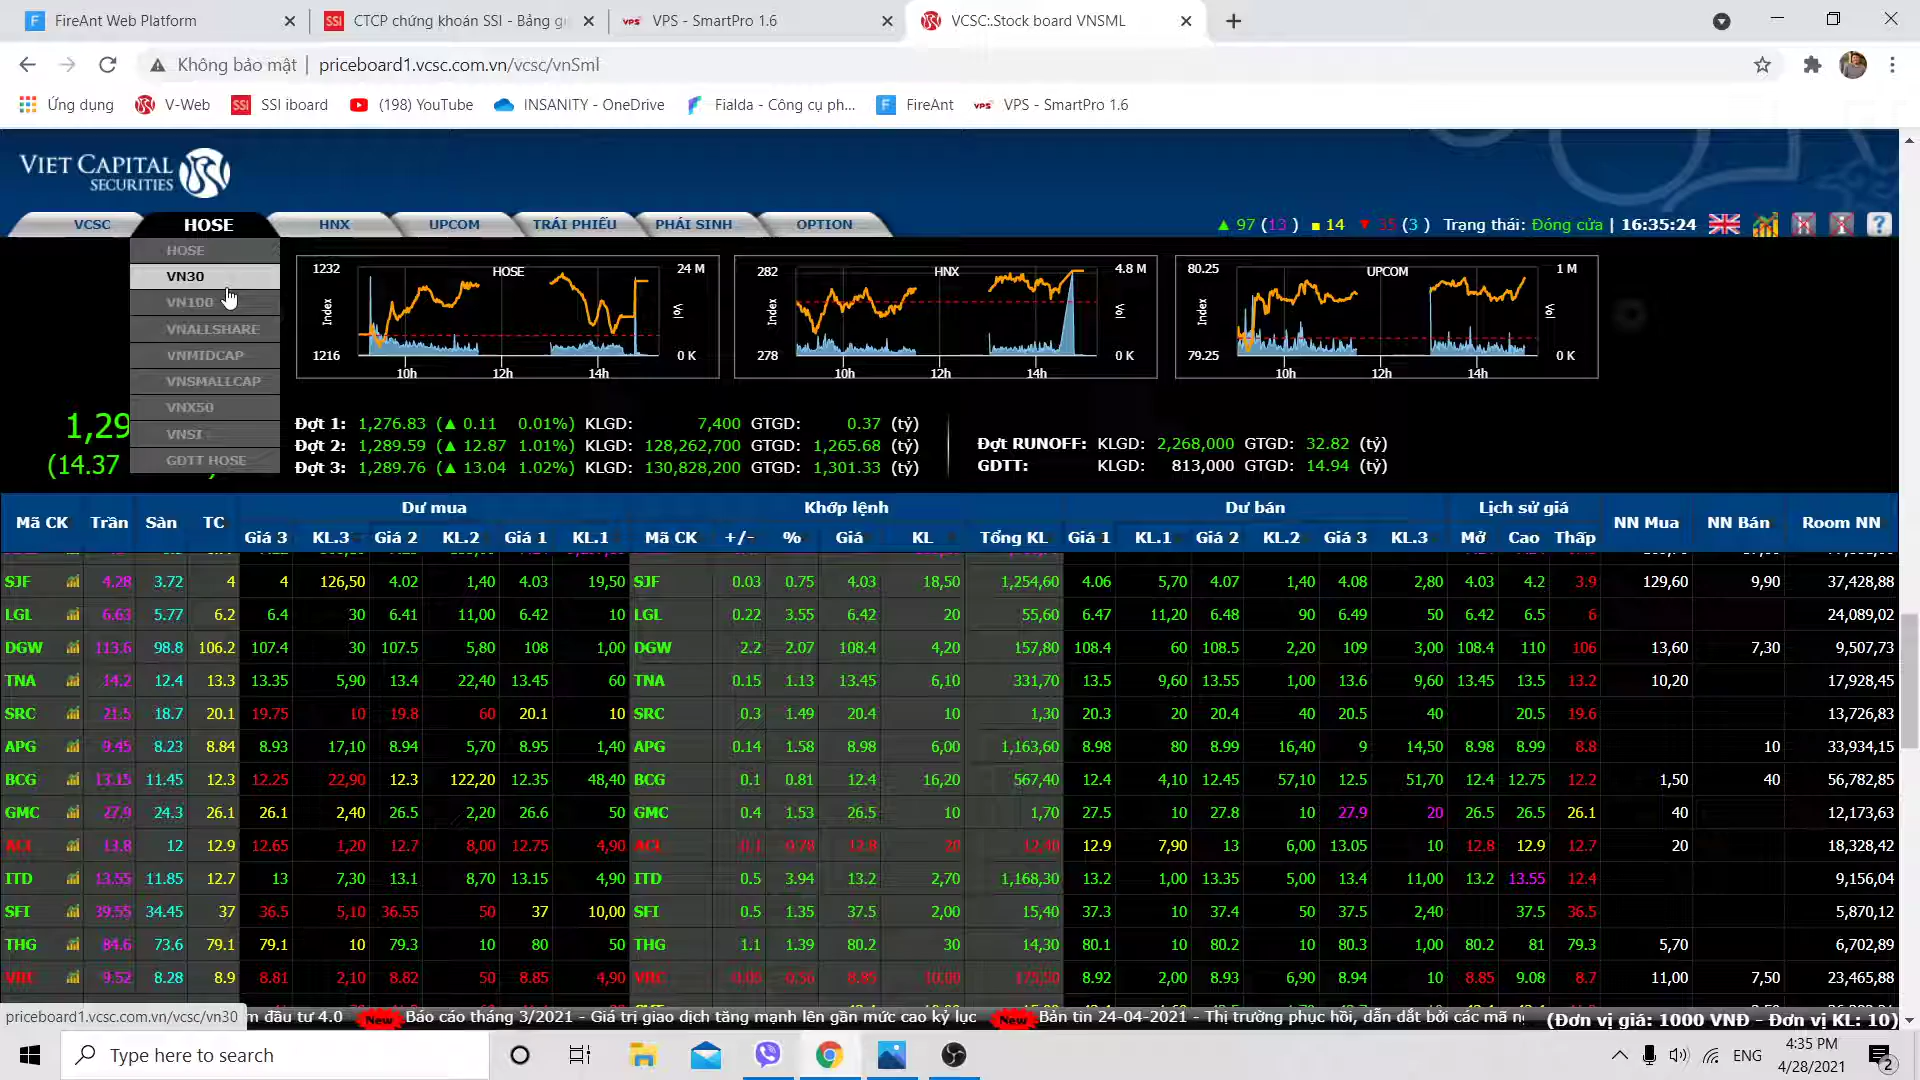 FireAnt Web Platform
CTCP chứng khoán SSI - Bảng g
VPS - SmartPro 1.6
VCSC:.Stock board VNSML
Không bảo mật
priceboard1.vcsc.com.vn/vcsc/vnSml
Ứng dụng
V-Web
SSI iboard
(198) YouTube
INSANITY - OneDrive
Fialda - Công cụ ph...
FireAnt
VPS - SmartPro 1.6
VIET CAPITAL
SECURITIES
VCSC HOSE HNX UPCOM TRÁI PHIẾU PHÁI SINH OPTION
▲ 97 (13 ) ■ 14 ▼ 35 (3 ) Trạng thái: Đóng cửa | 16:35:24
HOSE
VN30
VN100
VNALLSHARE
VNMIDCAP
VNSMALLCAP
VNX50
VNSI
GDTT HOSE
1232 HOSE 24 M
Index Vol
1216 0 K
10h 12h 14h
282 HNX 4.8 M
Index Vol
278 0 K
10h 12h 14h
80.25 UPCOM 1 M
Index Vol
79.25 0 K
10h 12h 14h
1,29
(14.37
Đợt 1: 1,276.83 (▲ 0.11 0.01%) KLGD: 7,400 GTGD: 0.37 (tỷ)
Đợt 2: 1,289.59 (▲ 12.87 1.01%) KLGD: 128,262,700 GTGD: 1,265.68 (tỷ)
Đợt 3: 1,289.76 (▲ 13.04 1.02%) KLGD: 130,828,200 GTGD: 1,301.33 (tỷ)
Đợt RUNOFF: KLGD: 2,268,000 GTGD: 32.82 (tỷ)
GDTT: KLGD: 813,000 GTGD: 14.94 (tỷ)
Mã CK Trần Sàn TC Dư mua Khớp lệnh Dư bán Lịch sử giá NN Mua NN Bán Room NN
Giá 3 KL.3 Giá 2 KL.2 Giá 1 KL.1 Mã CK +/- % Giá KL Tổng KL Giá 1 KL.1 Giá 2 KL.2 Giá 3 KL.3 Mở Cao Thấp
SJF 4.28 3.72 4 4 126,50 4.02 1,40 4.03 19,50 SJF 0.03 0.75 4.03 18,50 1,254,60 4.06 5,70 4.07 1,40 4.08 2,80 4.03 4.2 3.9 129,60 9,90 37,428,88
LGL 6.63 5.77 6.2 6.4 30 6.41 11,00 6.42 10 LGL 0.22 3.55 6.42 20 55,60 6.47 11,20 6.48 90 6.49 50 6.42 6.5 6 24,089,02
DGW 113.6 98.8 106.2 107.4 30 107.5 5,80 108 1,00 DGW 2.2 2.07 108.4 4,20 157,80 108.4 60 108.5 2,20 109 3,00 108.4 110 106 13,60 7,30 9,507,73
TNA 14.2 12.4 13.3 13.35 5,90 13.4 22,40 13.45 60 TNA 0.15 1.13 13.45 6,10 331,70 13.5 9,60 13.55 1,00 13.6 9,60 13.45 13.5 13.2 10,20 17,928,45
SRC 21.5 18.7 20.1 19.75 10 19.8 60 20.1 10 SRC 0.3 1.49 20.4 10 1,30 20.3 20 20.4 40 20.5 40 20.5 19.6 13,726,83
APG 9.45 8.23 8.84 8.93 17,10 8.94 5,70 8.95 1,40 APG 0.14 1.58 8.98 6,00 1,163,60 8.98 80 8.99 16,40 9 14,50 8.98 8.99 8.8 10 33,934,15
BCG 13.15 11.45 12.3 12.25 22,90 12.3 122,20 12.35 48,40 BCG 0.1 0.81 12.4 16,20 567,40 12.4 4,10 12.45 57,10 12.5 51,70 12.4 12.75 12.2 1,50 40 56,782,85
GMC 27.9 24.3 26.1 26.1 2,40 26.5 2,20 26.6 50 GMC 0.4 1.53 26.5 10 1,70 27.5 10 27.8 10 27.9 20 26.5 26.5 26.1 40 12,173,63
ACL 13.8 12 12.9 12.65 1,20 12.7 8,00 12.75 4,90 ACL 0.1 0.78 12.8 20 12,40 12.9 7,90 13 6,00 13.05 10 12.8 12.9 12.7 20 18,328,42
ITD 13.55 11.85 12.7 13 7,30 13.1 8,70 13.15 4,90 ITD 0.5 3.94 13.2 2,70 1,168,30 13.2 1,00 13.35 5,00 13.4 11,00 13.2 13.55 12.4 9,156,04
SFI 39.55 34.45 37 36.5 5,10 36.55 50 37 10,00 SFI 0.5 1.35 37.5 2,00 15,40 37.3 10 37.4 50 37.5 2,40 37.5 36.5 5,870,12
THG 84.6 73.6 79.1 79.1 10 79.3 10 80 50 THG 1.1 1.39 80.2 30 14,30 80.1 10 80.2 10 80.3 1,00 80.2 81 79.3 5,70 6,702,89
9.52 8.28 8.9 8.81 2,10 8.82 50 8.85 4,90 0.05 0.56 8.85 10,00 8.92 2,00 8.93 6,90 8.94 10 8.85 9.08 8.7 11,00 7,50 23,465,88
priceboard1.vcsc.com.vn/vcsc/vn30
m đầu tư 4.0 New Báo cáo tháng 3/2021 - Giá trị giao dịch tăng mạnh lên gần mức cao kỷ lục New Bản tin 24-04-2021 - Thị trường phục hồi, dẫn dắt bởi các mã n
(Đơn vị giá: 1000 VNĐ - Đơn vị KL: 10)
Type here to search
ENG
4:35 PM
4/28/2021
2